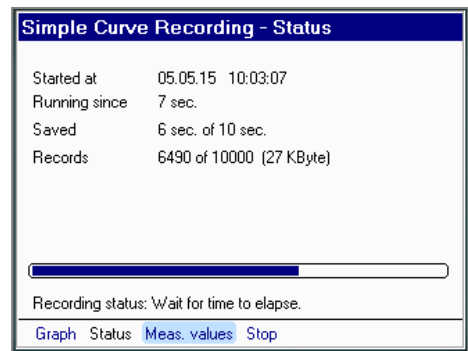 Simple Curve Recording - Status
Started at 05.05.15 10:03:07
Running since 7 sec.
Saved 6 sec. of 10 sec.
Records 6490 of 10000 (27 KByte)
Recording status: Wait for time to elapse.
Graph Status Meas. values Stop